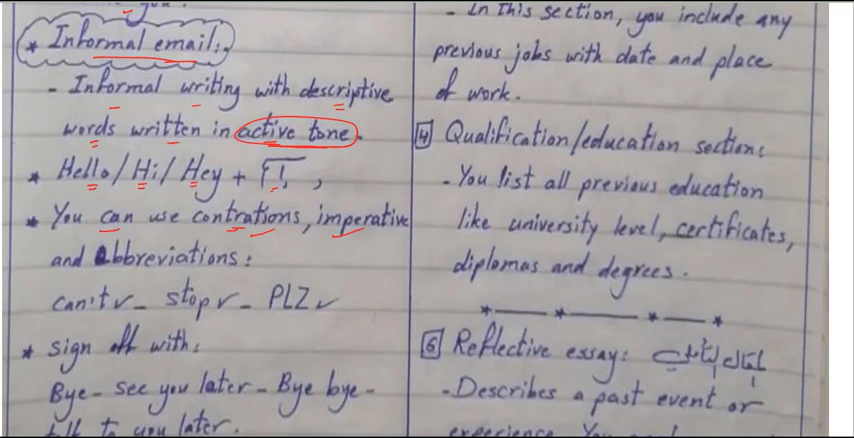 you.
* Informal email:
- Informal writing with descriptive
words written in active tone.
* Hello / Hi / Hey +
* You can use contrations, imperative
and abbreviations:
can't ✓ - stop ✓ - PLZ ✓
* sign off with:
Bye - see you later - Bye bye -
talk to you later.
- In this section, you include any
previous jobs with date and place
of work.
4 Qualification/education section:
- You list all previous education
like university level, certificates,
diplomas and degrees.
* — * — * — *
6 Reflective essay:
- Describes a past event or
experience. You